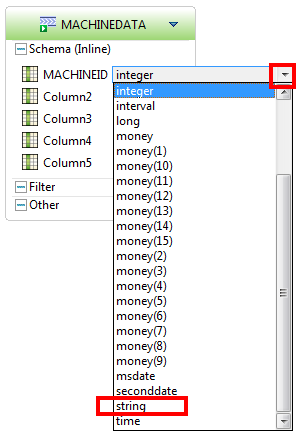 MACHINEDATA
Schema (Inline)
MACHINEID integer
Column2
Column3
Column4
Column5
Filter
Other
integer
interval
long
money
money(1)
money(10)
money(11)
money(12)
money(13)
money(14)
money(15)
money(2)
money(3)
money(4)
money(5)
money(6)
money(7)
money(8)
money(9)
msdate
seconddate
string
time